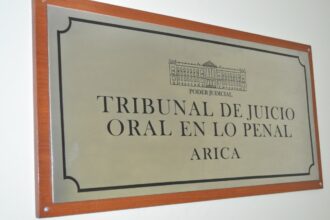 PODER JUDICIAL
TRIBUNAL DE JUICIO
ORAL EN LO PENAL
ARICA